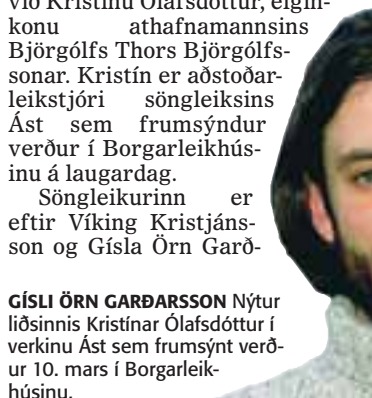 við Kristínu Ólafsdóttur, eigin-
konu athafnamannsins
Björgólfs Thors Björgólfs-
sonar. Kristín er aðstoðar-
leikstjóri söngleiksins
Ást sem frumsýndur
verður í Borgarleikhús-
inu á laugardag.
Söngleikurinn er
eftir Víking Kristjáns-
son og Gísla Örn Garð-
GÍSLI ÖRN GARÐARSSON Nýtur
liðsinnis Kristínar Ólafsdóttur í
verkinu Ást sem frumsýnt verð-
ur 10. mars í Borgarleik-
húsinu.